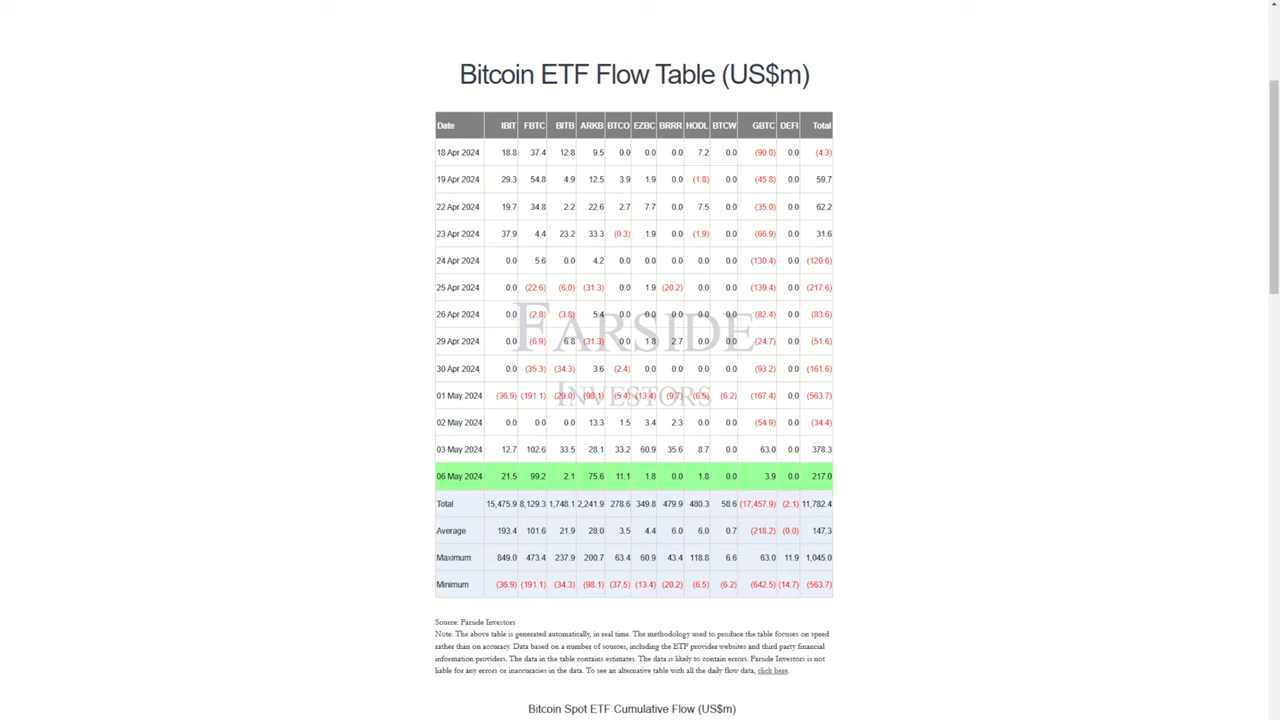 Bitcoin ETF Flow Table (US$m)
Date IBIT FBTC BITB ARKB BTCO EZBC BRRR HODL BTCW GBTC DEFI Total
18 Apr 2024 18.8 37.4 12.8 9.5 0.0 0.0 0.0 7.2 0.0 (90.0) 0.0 (4.3)
19 Apr 2024 29.3 54.8 4.9 12.5 3.9 1.9 0.0 (1.8) 0.0 (45.8) 0.0 59.7
22 Apr 2024 19.7 34.8 2.2 22.6 2.7 7.7 0.0 7.5 0.0 (35.0) 0.0 62.2
23 Apr 2024 37.9 4.4 23.2 33.3 (0.3) 1.9 0.0 (1.9) 0.0 (66.9) 0.0 31.6
24 Apr 2024 0.0 5.6 0.0 4.2 0.0 0.0 0.0 0.0 0.0 (130.4) 0.0 (120.6)
25 Apr 2024 0.0 (22.6) (6.0) (31.3) 0.0 1.9 (20.2) 0.0 0.0 (139.4) 0.0 (217.6)
26 Apr 2024 0.0 (2.8) (3.8) 5.4 0.0 0.0 0.0 0.0 0.0 (82.4) 0.0 (83.6)
FARSIDE
29 Apr 2024 0.0 (6.9) 6.8 (31.3) 0.0 1.8 2.7 0.0 0.0 (24.7) 0.0 (51.6)
30 Apr 2024 0.0 (35.3) (34.3) 3.6 (2.4) 0.0 0.0 0.0 0.0 (93.2) 0.0 (161.6)
INVESTORS
01 May 2024 (36.9) (191.1) (29.0) (98.1) (5.4) (13.4) (9.7) (6.5) (6.2) (167.4) 0.0 (563.7)
02 May 2024 0.0 0.0 0.0 13.3 1.5 3.4 2.3 0.0 0.0 (54.9) 0.0 (34.4)
03 May 2024 12.7 102.6 33.5 28.1 33.2 60.9 35.6 8.7 0.0 63.0 0.0 378.3
06 May 2024 21.5 99.2 2.1 75.6 11.1 1.8 0.0 1.8 0.0 3.9 0.0 217.0
Total 15,475.9 8,129.3 1,748.1 2,241.9 278.6 349.8 479.9 480.3 58.6 (17,457.9) (2.1) 11,782.4
Average 193.4 101.6 21.9 28.0 3.5 4.4 6.0 6.0 0.7 (218.2) (0.0) 147.3
Maximum 849.0 473.4 237.9 200.7 63.4 60.9 43.4 118.8 6.6 63.0 11.9 1,045.0
Minimum (36.9) (191.1) (34.3) (98.1) (37.5) (13.4) (20.2) (6.5) (6.2) (642.5) (14.7) (563.7)
Source: Farside Investors
Note: The above table is generated automatically, in real time. The methodology used to produce the table focuses on speed
rather than on accuracy. Data based on a number of sources, including the ETF provider websites and third party financial
information providers. The data in the table contains estimates. The data is likely to contain errors. Farside Investors is not
liable for any errors or inaccuracies in the data. To see an alternative table with all the daily flow data, click here.
Bitcoin Spot ETF Cumulative Flow (US$m)